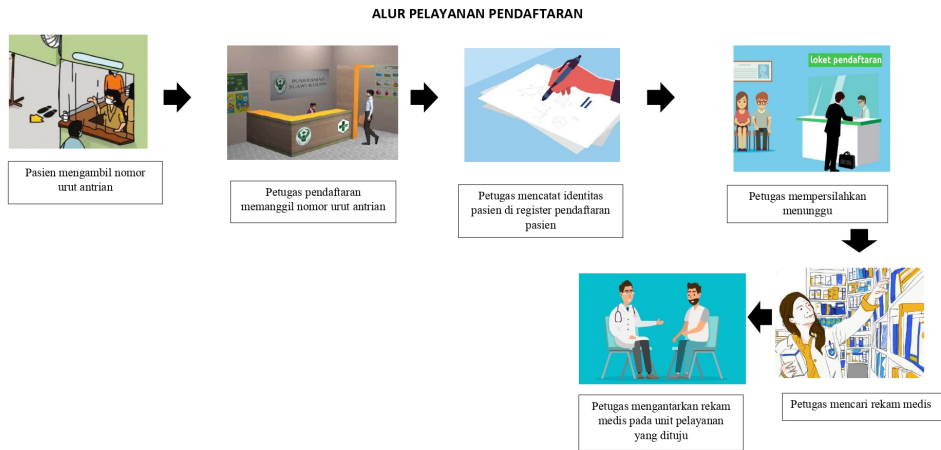 ALUR PELAYANAN PENDAFTARAN
Pasien mengambil nomor
urut antrian
PUSKESMAS
Petugas pendaftaran
memanggil nomor urut antrian
Petugas mencatat identitas
pasien di register pendaftaran
pasien
loket pendaftaran
Petugas mempersilahkan
menunggu
Petugas mencari rekam medis
Petugas mengantarkan rekam
medis pada unit pelayanan
yang dituju